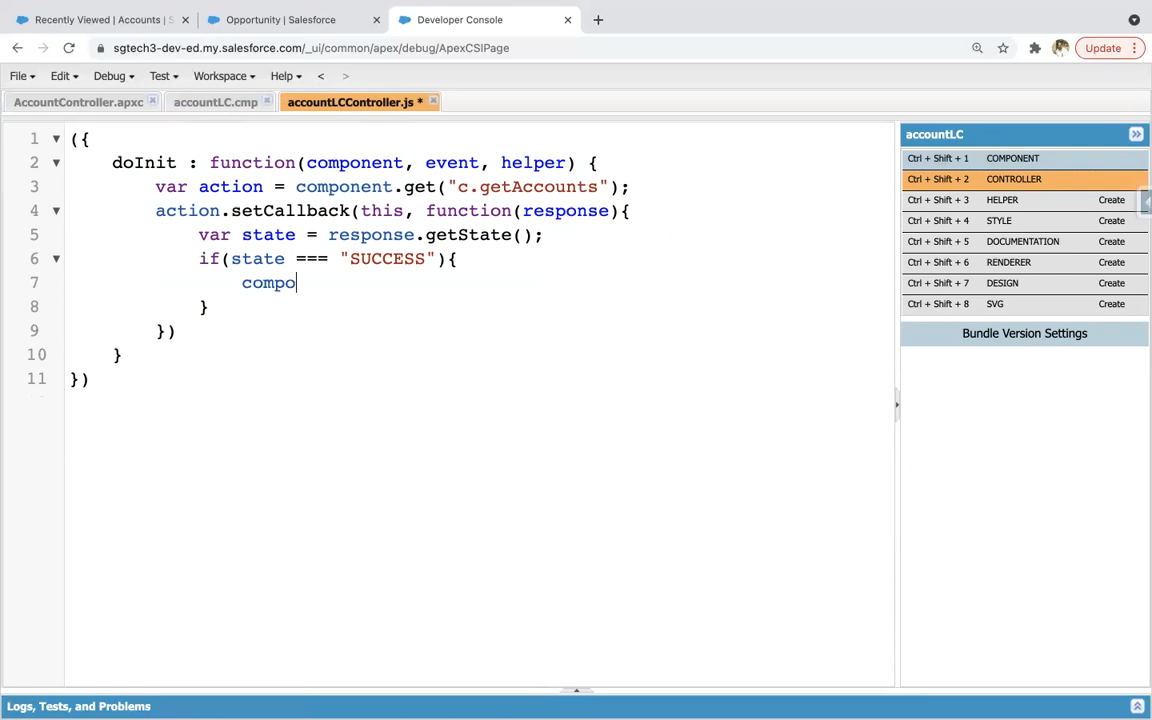 Recently Viewed | Accounts | S
Opportunity | Salesforce
Developer Console
sgtech3-dev-ed.my.salesforce.com/_ui/common/apex/debug/ApexCSIPage
Update
File Edit Debug Test Workspace Help < >
AccountController.apxc
accountLC.cmp
accountLCController.js *
1 ({
2 doInit : function(component, event, helper) {
3 var action = component.get("c.getAccounts");
4 action.setCallback(this, function(response){
5 var state = response.getState();
6 if(state === "SUCCESS"){
7 compo
8 }
9 })
10 }
11 })
accountLC
Ctrl + Shift + 1 COMPONENT
Ctrl + Shift + 2 CONTROLLER
Ctrl + Shift + 3 HELPER Create
Ctrl + Shift + 4 STYLE Create
Ctrl + Shift + 5 DOCUMENTATION Create
Ctrl + Shift + 6 RENDERER Create
Ctrl + Shift + 7 DESIGN Create
Ctrl + Shift + 8 SVG Create
Bundle Version Settings
Logs, Tests, and Problems